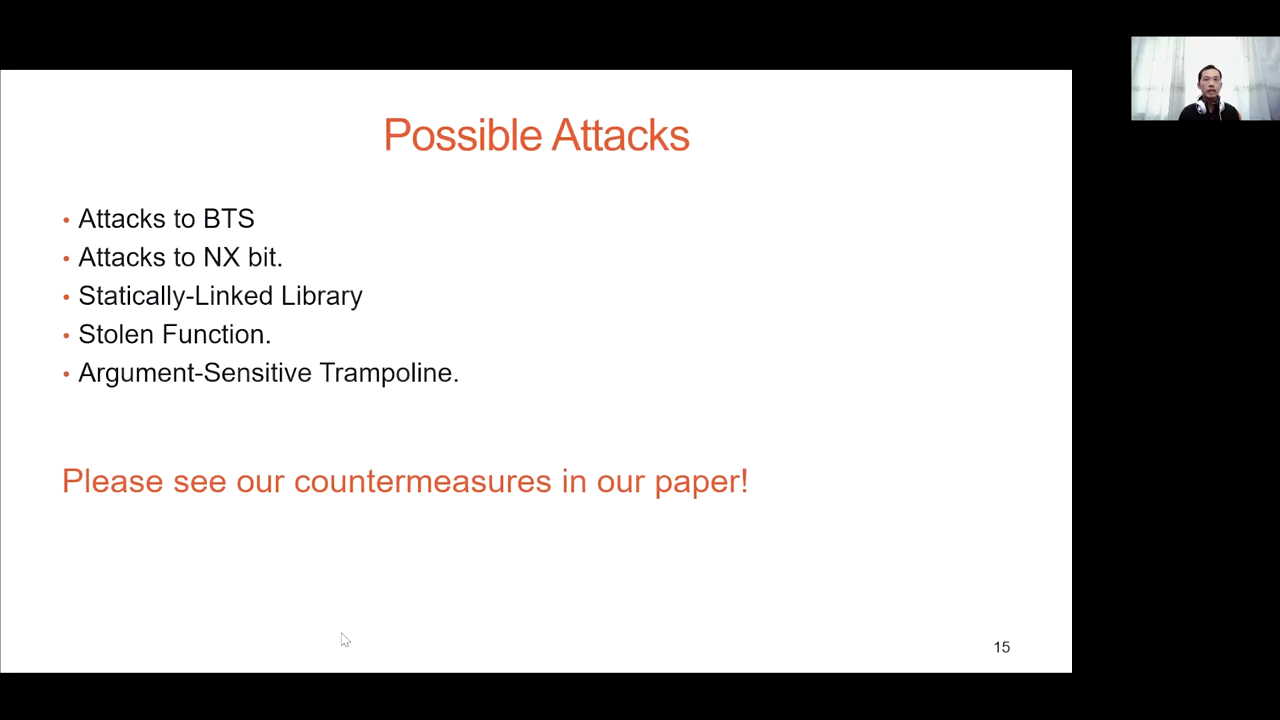 Possible Attacks
• Attacks to BTS
• Attacks to NX bit.
• Statically-Linked Library
• Stolen Function.
• Argument-Sensitive Trampoline.
Please see our countermeasures in our paper!
15